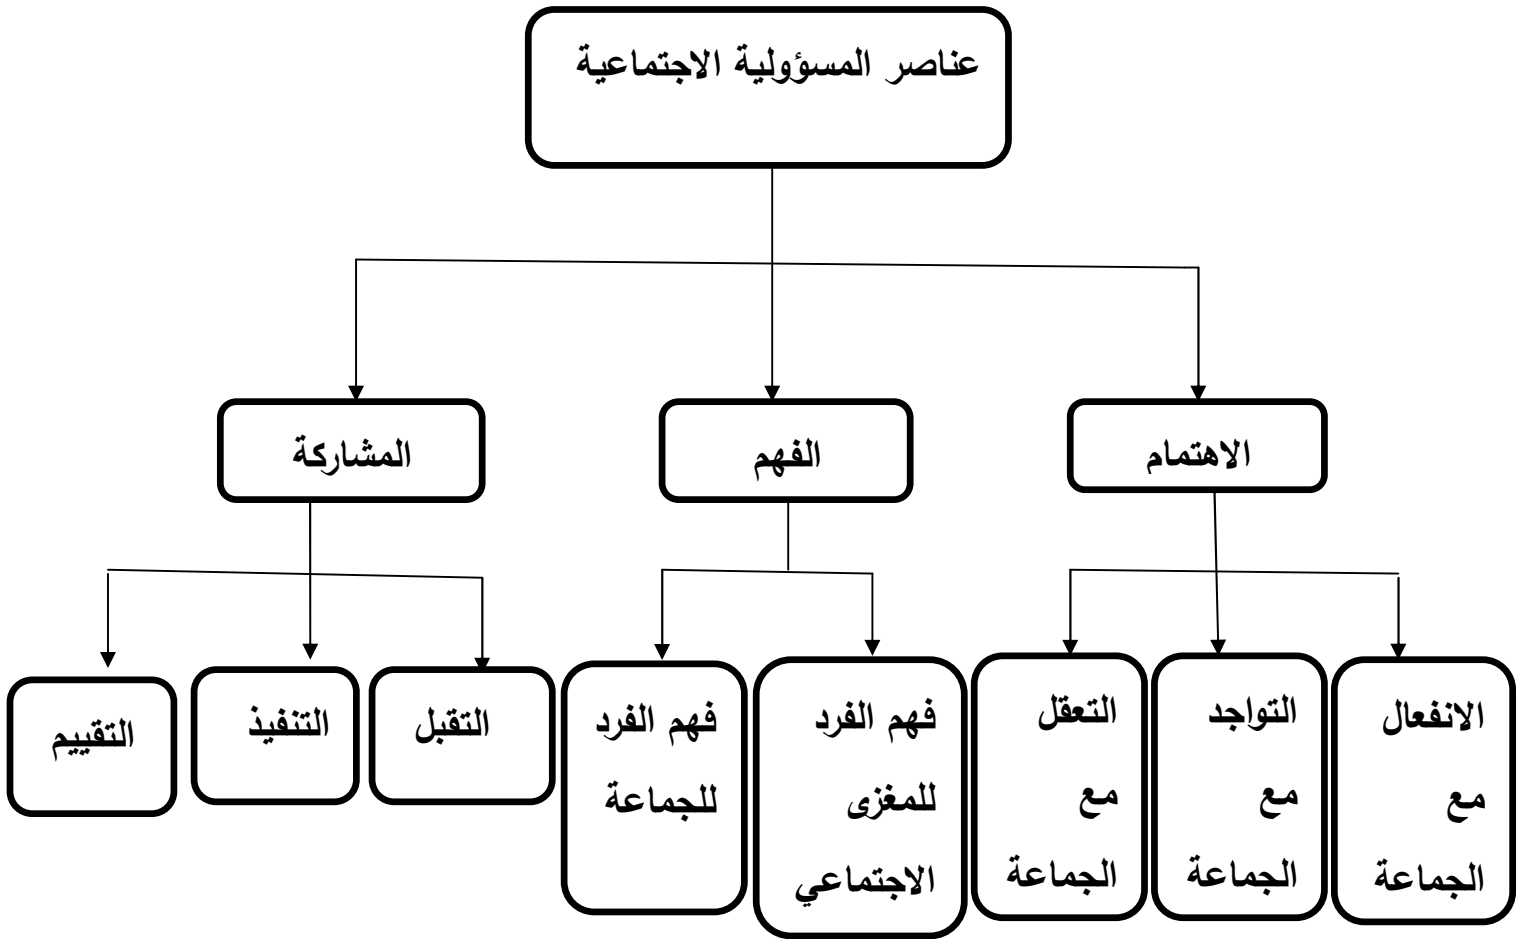 عناصر المسؤولية الاجتماعية
الاهتمام
الفهم
المشاركة
الانفعال
مع
الجماعة
التواجد
مع
الجماعة
التعقل
مع
الجماعة
فهم الفرد
للمغزى
الاجتماعي
فهم الفرد
للجماعة
التقبل
التنفيذ
التقييم